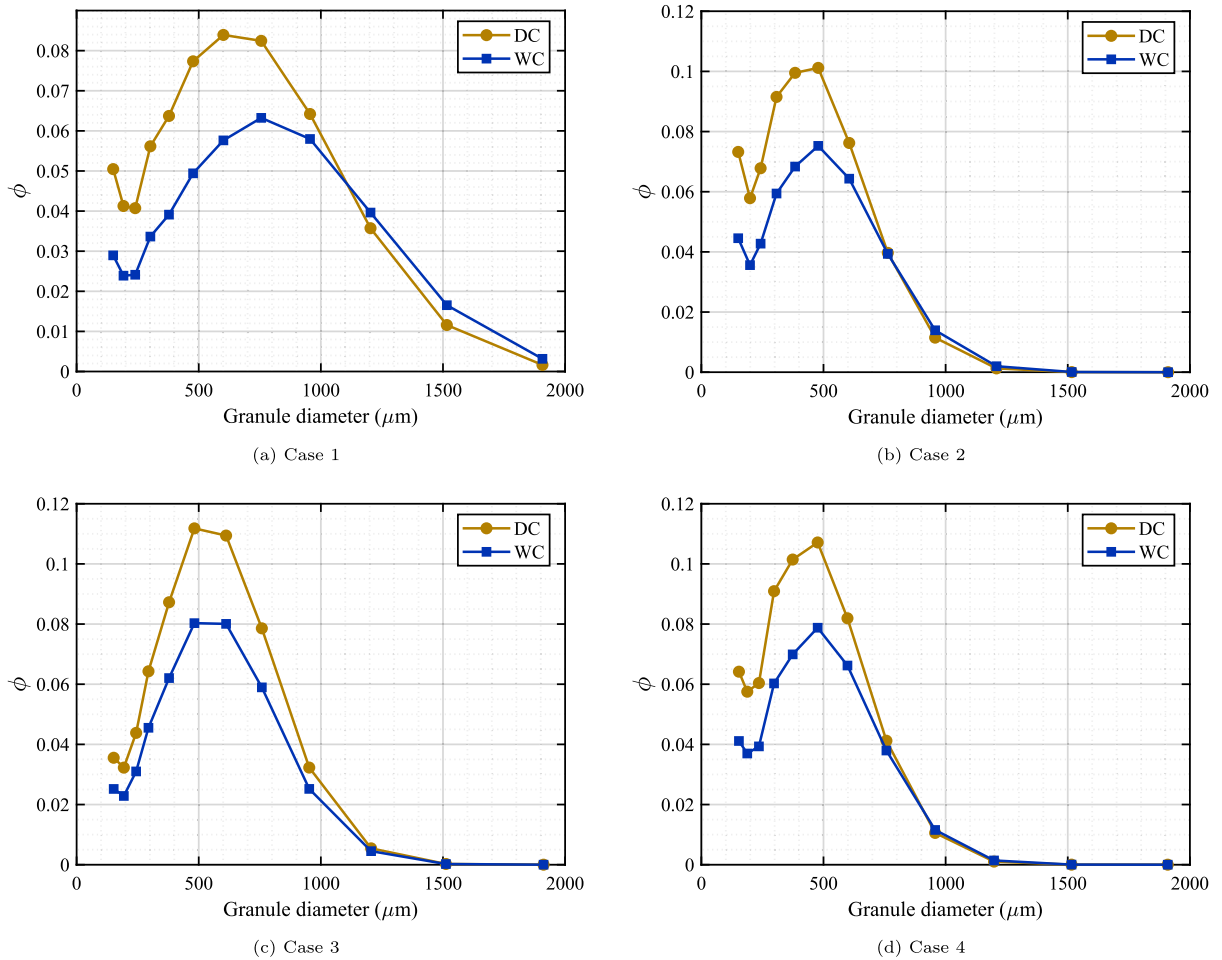 0.08
0.07
0.06
0.05
0.04
0.03
0.02
0.01
0
ϕ
0 500 1000 1500 2000
Granule diameter (μm)
DC
WC
(a) Case 1
0.12
0.1
0.08
0.06
0.04
0.02
0
ϕ
0 500 1000 1500 2000
Granule diameter (μm)
DC
WC
(b) Case 2
0.12
0.1
0.08
0.06
0.04
0.02
0
ϕ
0 500 1000 1500 2000
Granule diameter (μm)
DC
WC
(c) Case 3
0.12
0.1
0.08
0.06
0.04
0.02
0
ϕ
0 500 1000 1500 2000
Granule diameter (μm)
DC
WC
(d) Case 4